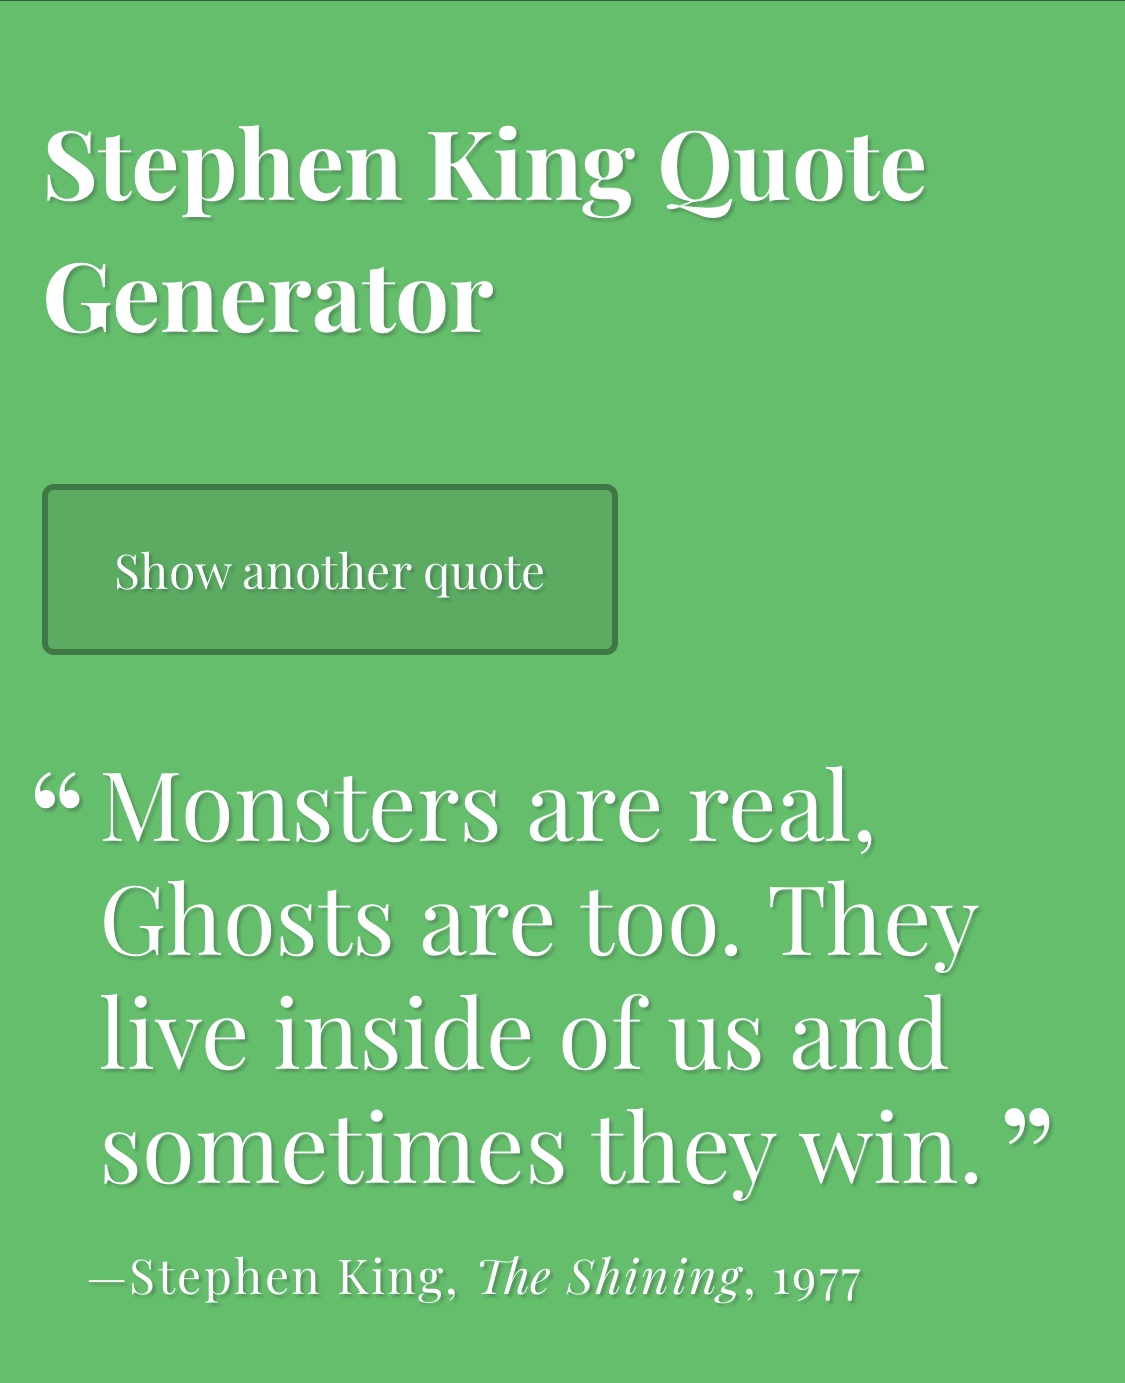 Stephen King Quote
Generator
Show another quote
“Monsters are real,
Ghosts are too. They
live inside of us and
sometimes they win.”
—Stephen King, The Shining, 1977